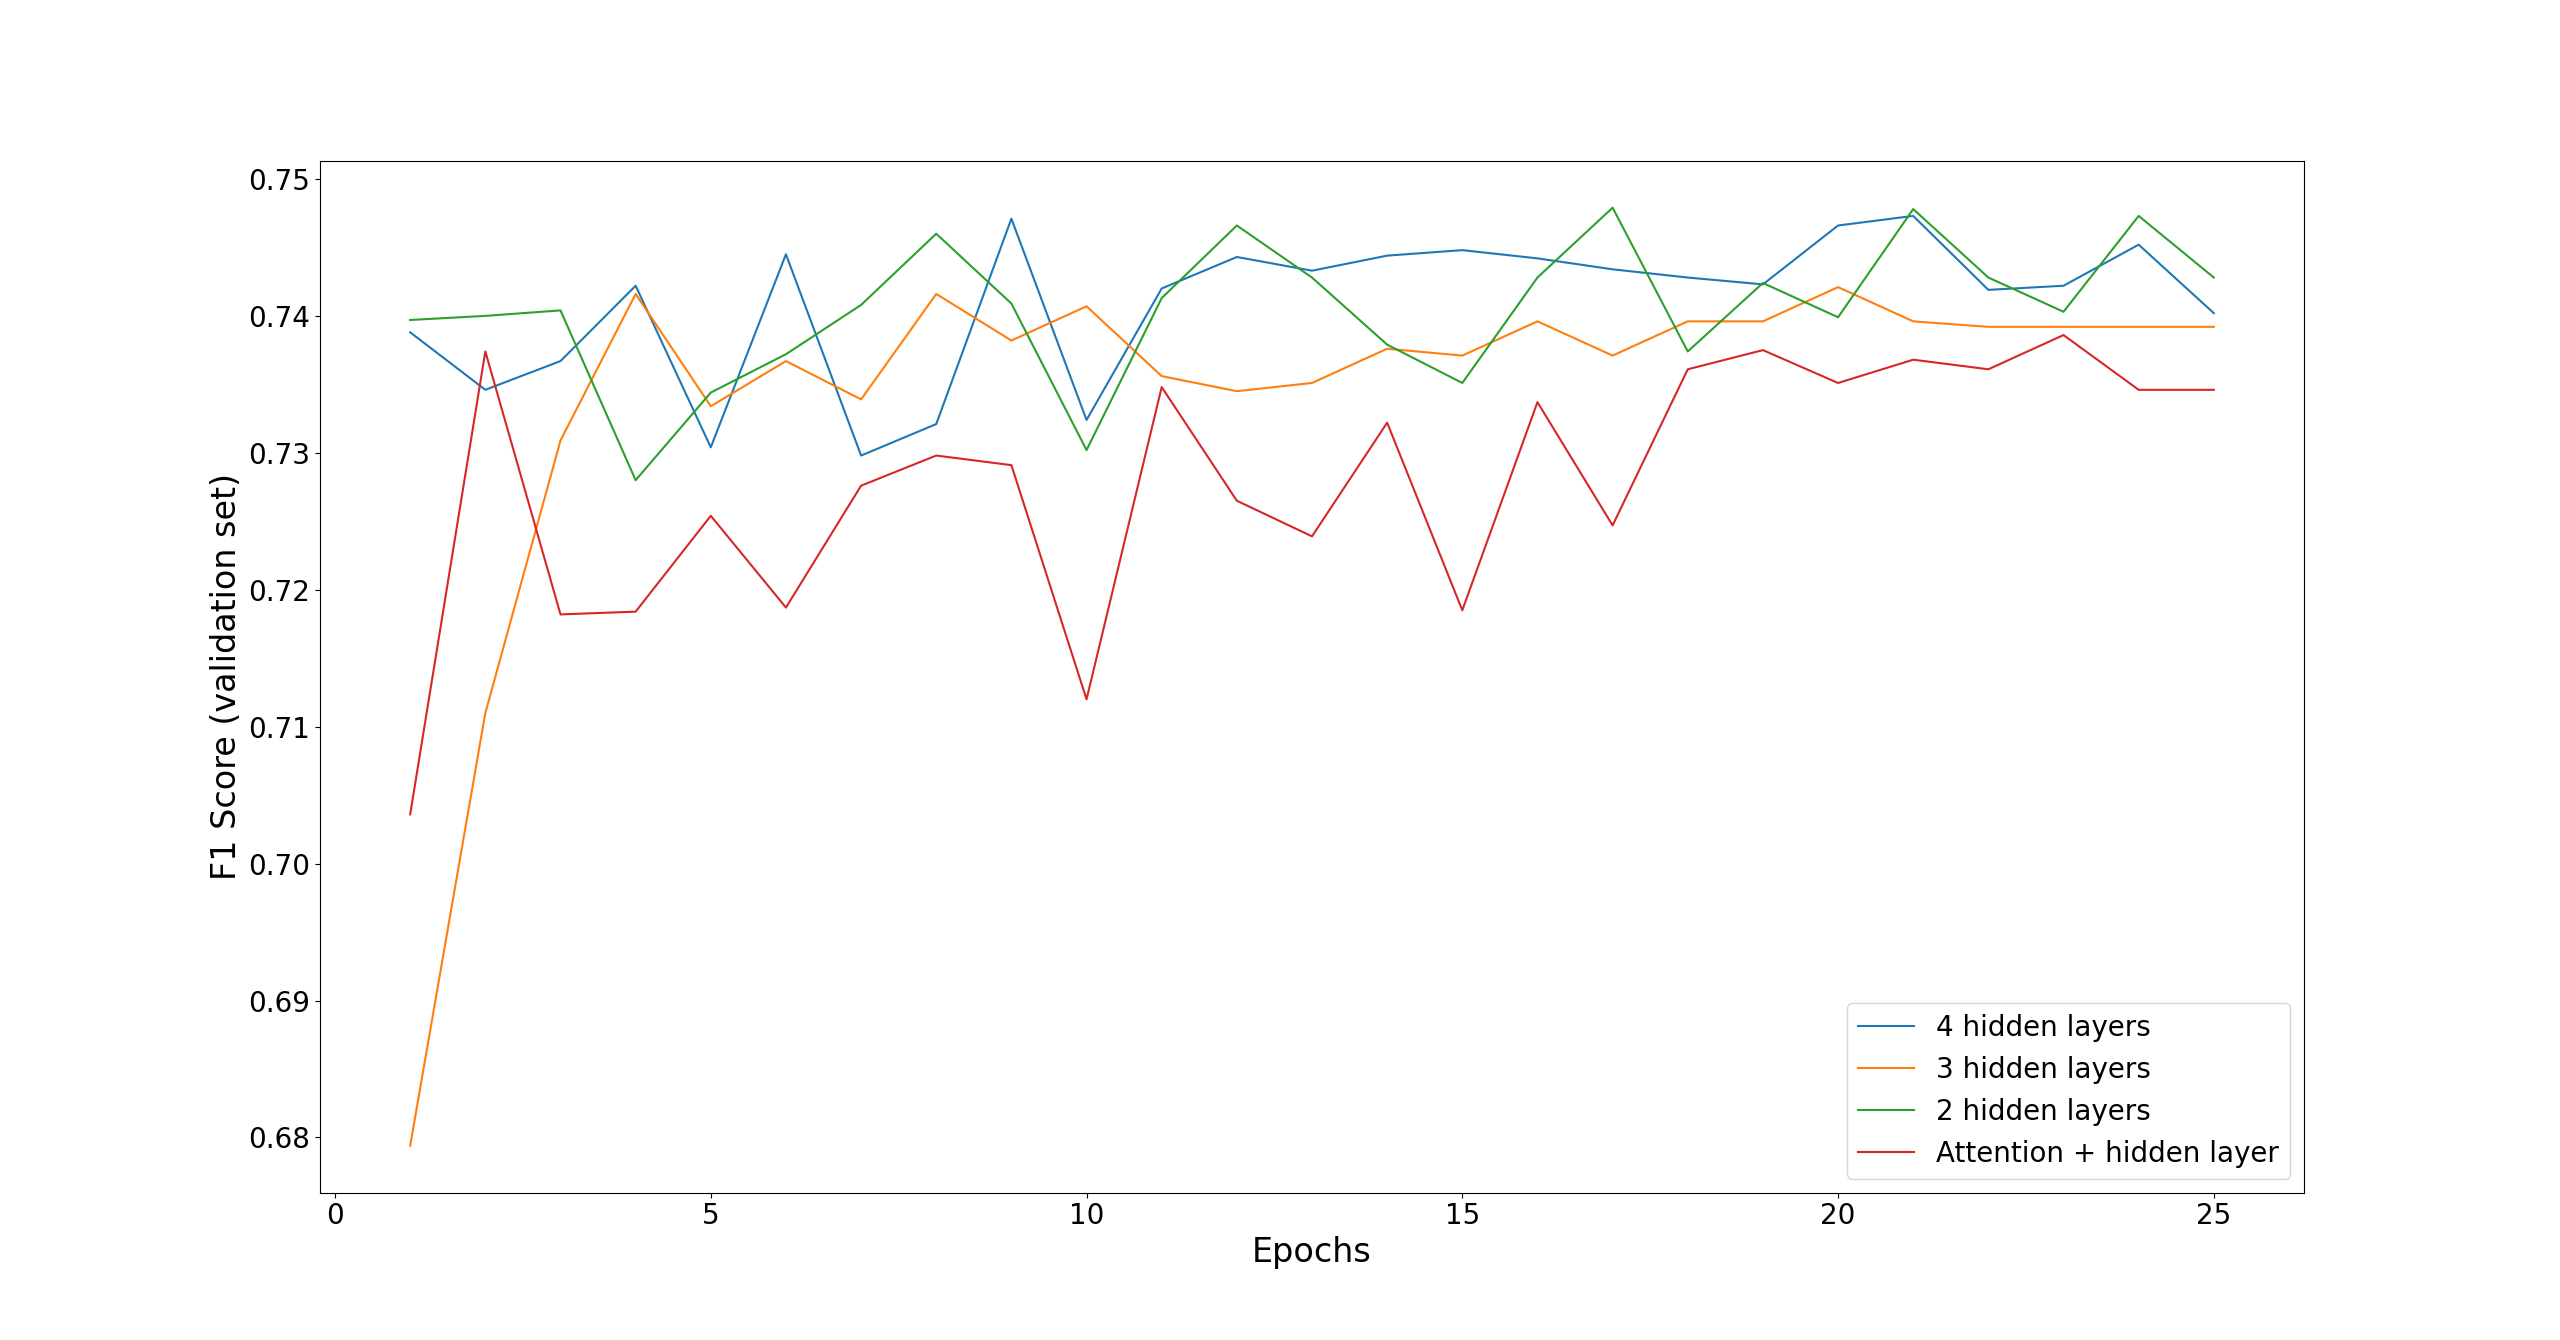 0.75
0.74
0.73
0.72
0.71
0.70
0.69
0.68
F1 Score (validation set)
0 5 10 15 20 25
Epochs
4 hidden layers
3 hidden layers
2 hidden layers
Attention + hidden layer